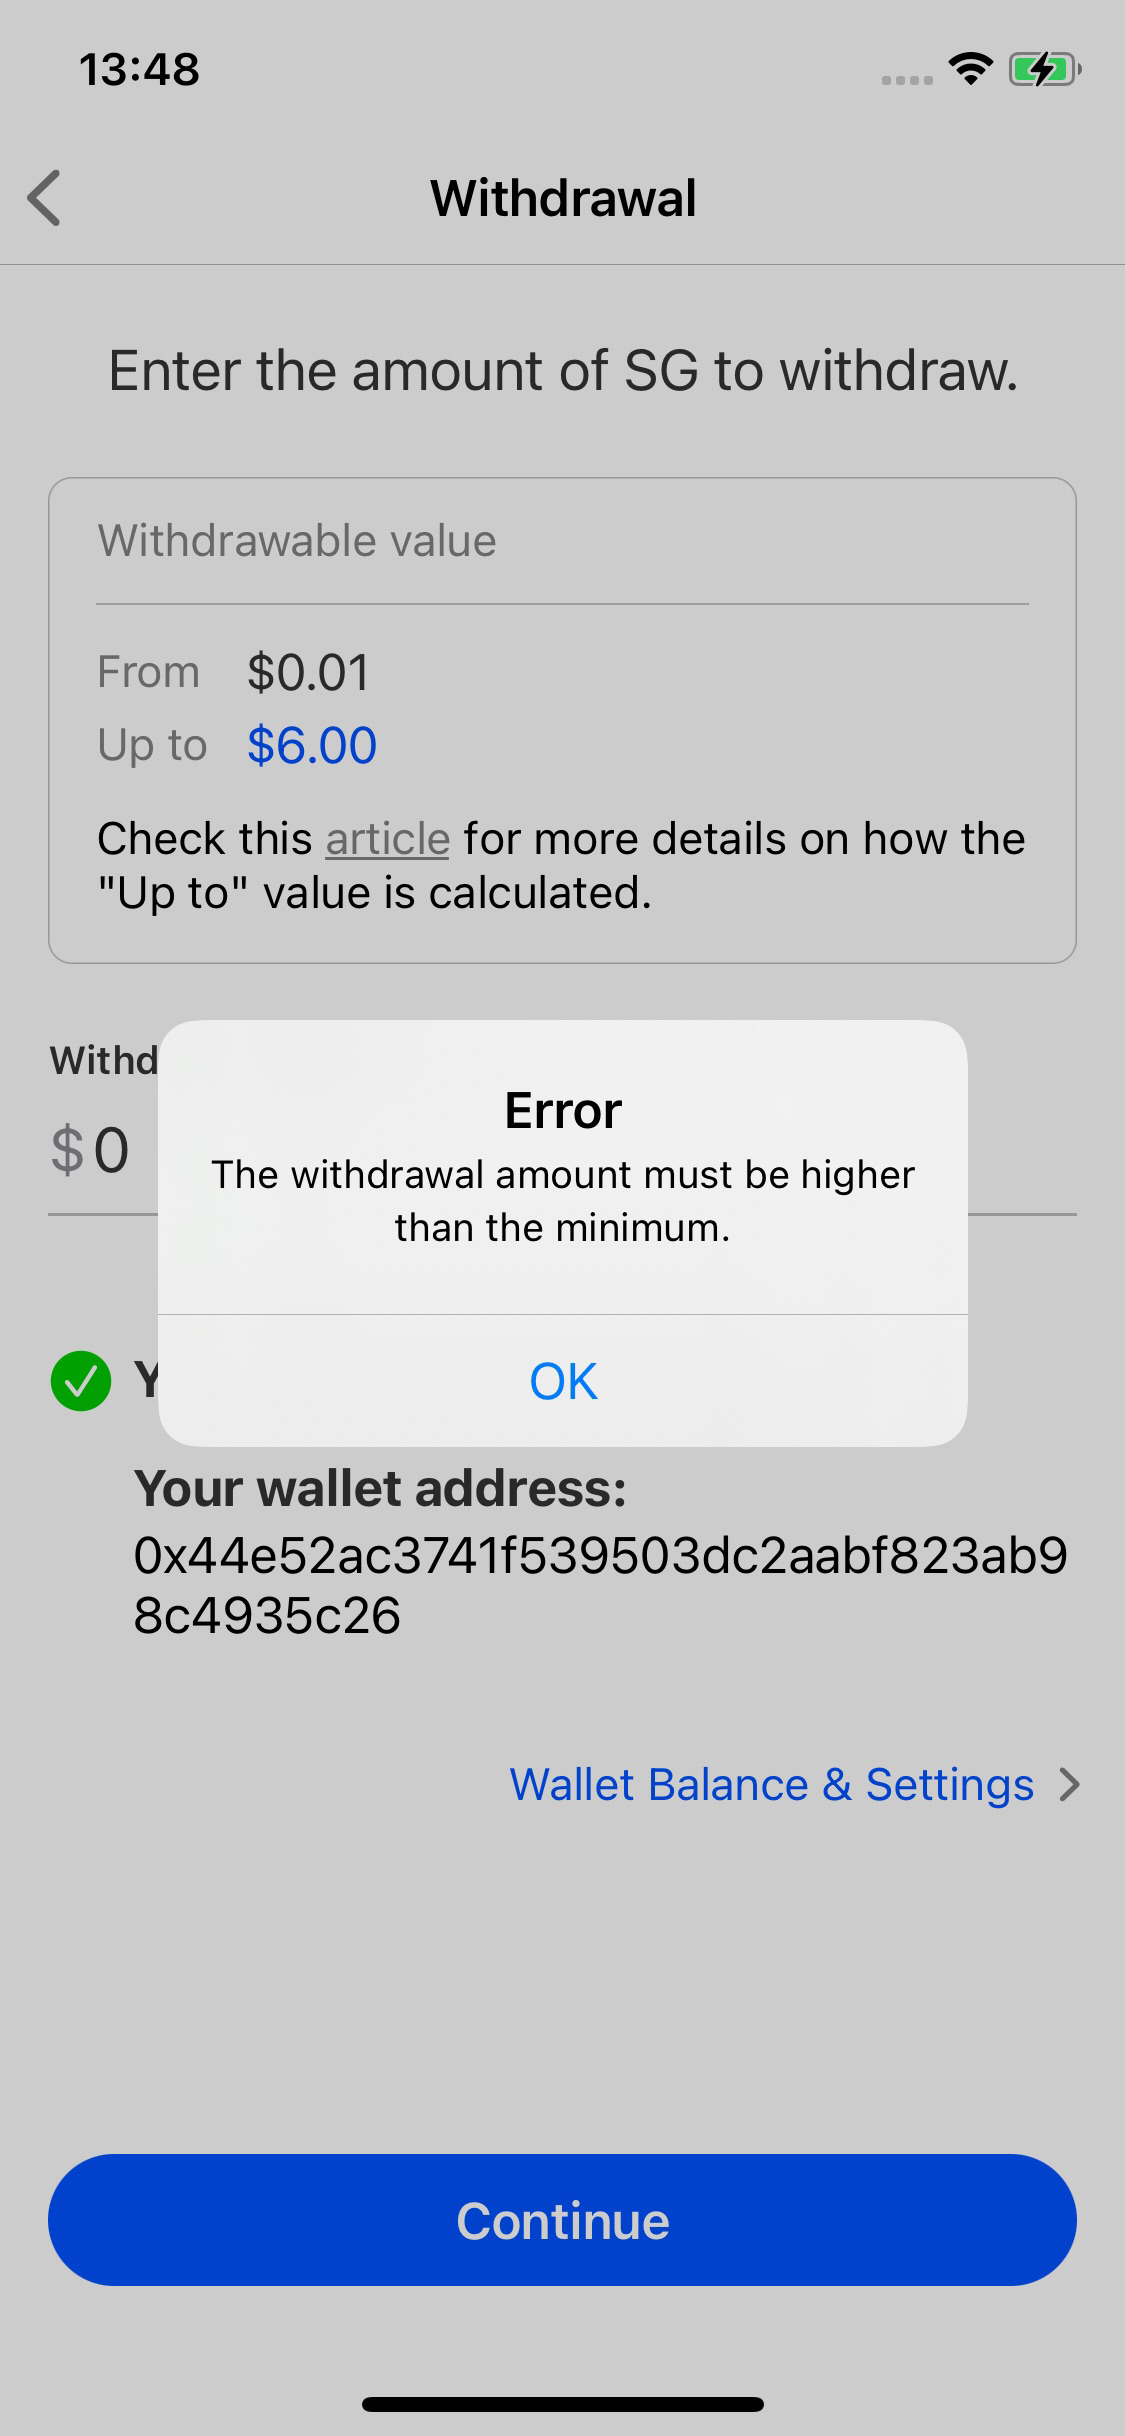 13:48
Withdrawal
Enter the amount of SG to withdraw.
Withdrawable value
From $0.01
Up to $6.00
Check this article for more details on how the
"Up to" value is calculated.
Withd
$0
Error
The withdrawal amount must be higher
than the minimum.
OK
Y
Your wallet address:
0x44e52ac3741f539503dc2aabf823ab9
8c4935c26
Wallet Balance & Settings
Continue